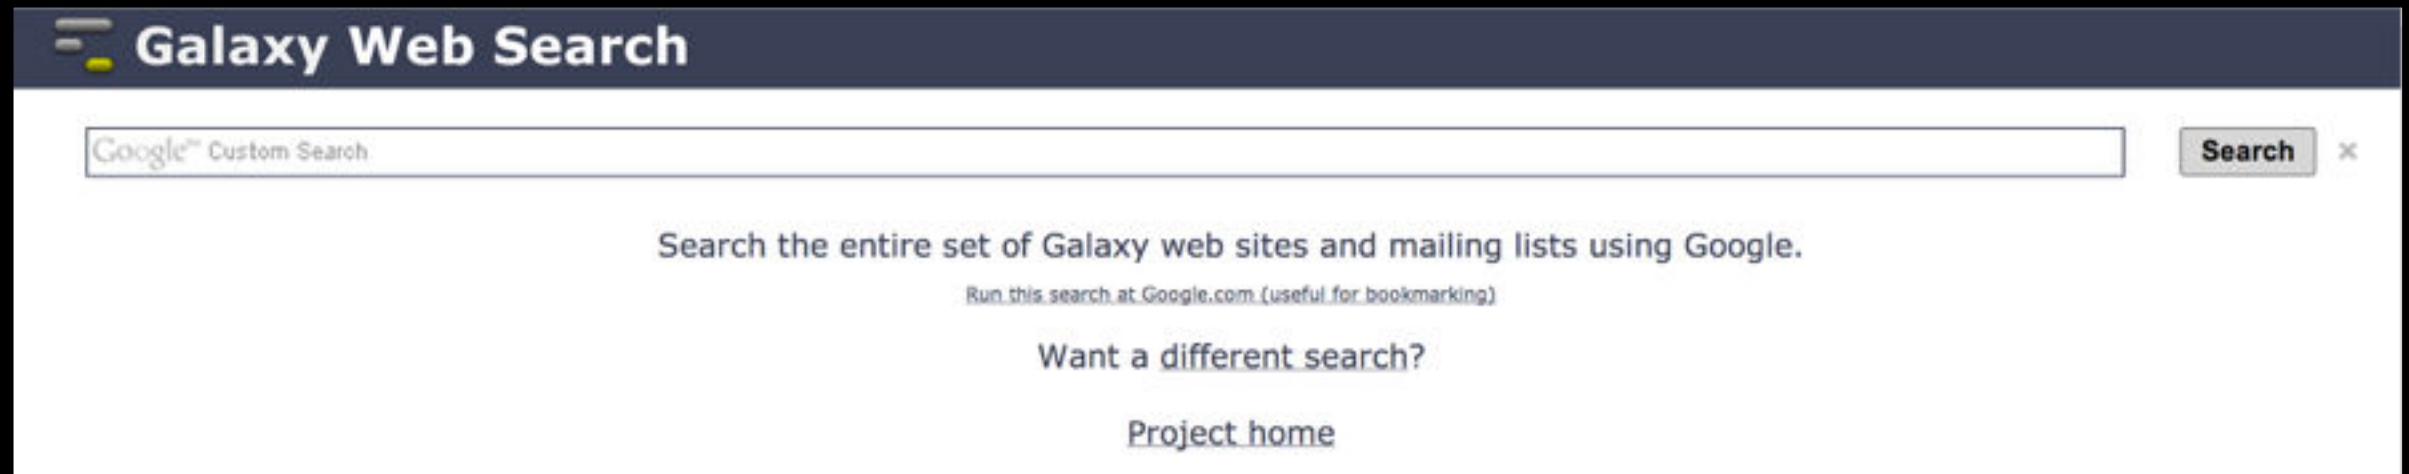 Galaxy Web Search
Google™ Custom Search
Search ×
Search the entire set of Galaxy web sites and mailing lists using Google.
Run this search at Google.com (useful for bookmarking)
Want a different search?
Project home